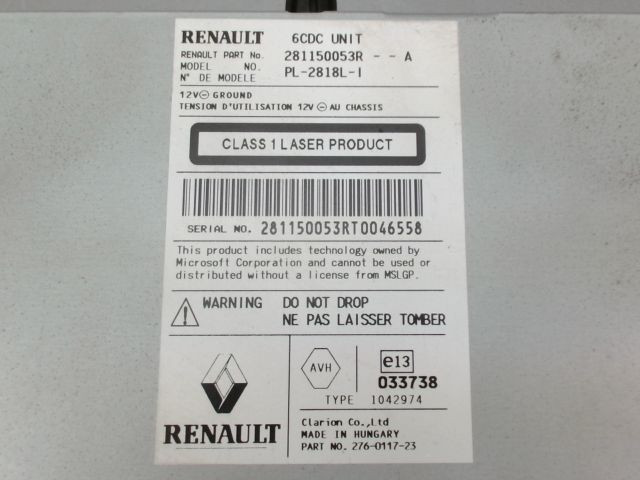 RENAULT 6CDC UNIT
RENAULT PART No. 281150053R -- A
MODEL NO. PL-2818L-I
N° DE MODELE
12V⊖GROUND
TENSION D'UTILISATION 12V⊖AU CHASSIS
CLASS 1 LASER PRODUCT
SERIAL NO. 281150053RT0046558
This product includes technology owned by
Microsoft Corporation and cannot be used or
distributed without a license from MSLGP.
WARNING DO NOT DROP
NE PAS LAISSER TOMBER
AVH e13
033738
TYPE 1042974
RENAULT
Clarion Co.,Ltd
MADE IN HUNGARY
PART NO. 276-0117-23